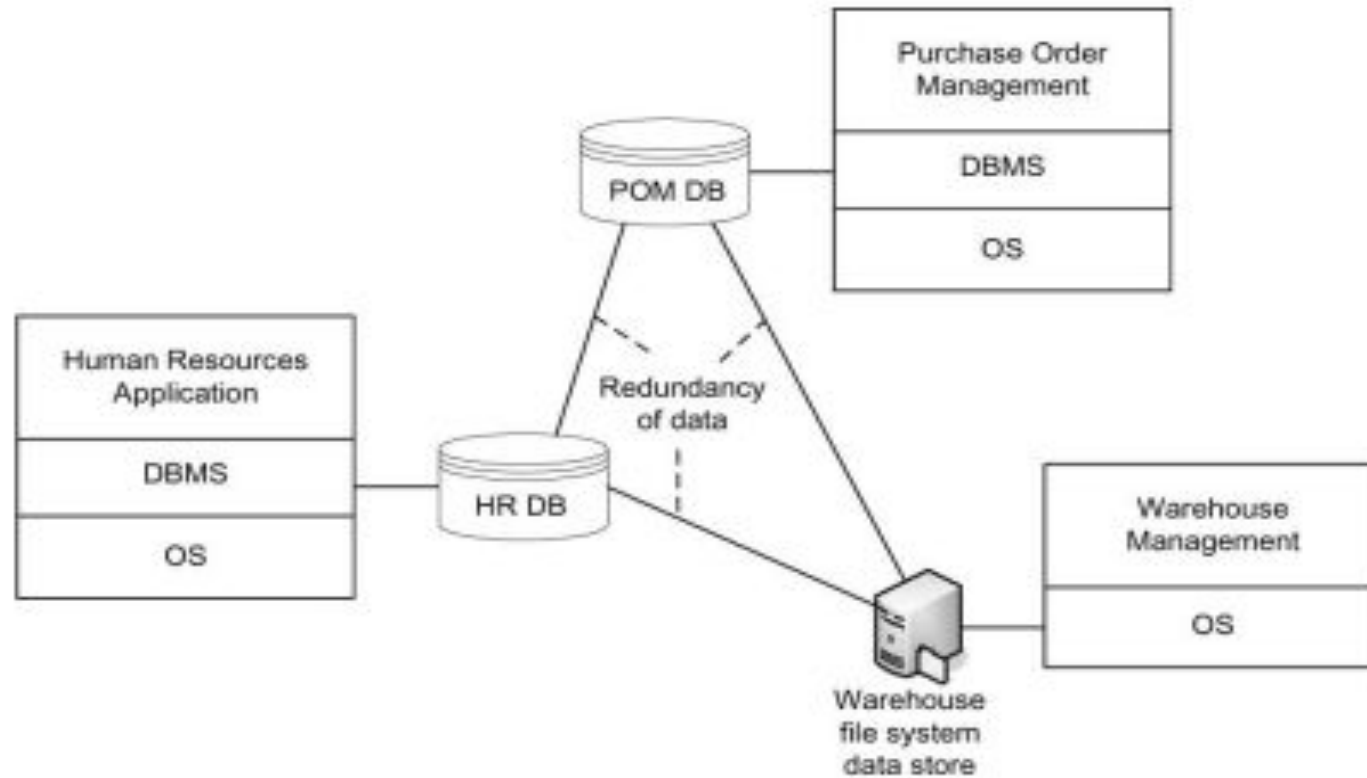 Purchase Order
Management
DBMS
OS
POM DB
Human Resources
Application
DBMS
OS
HR DB
Redundancy
of data
Warehouse
Management
OS
Warehouse
file system
data store